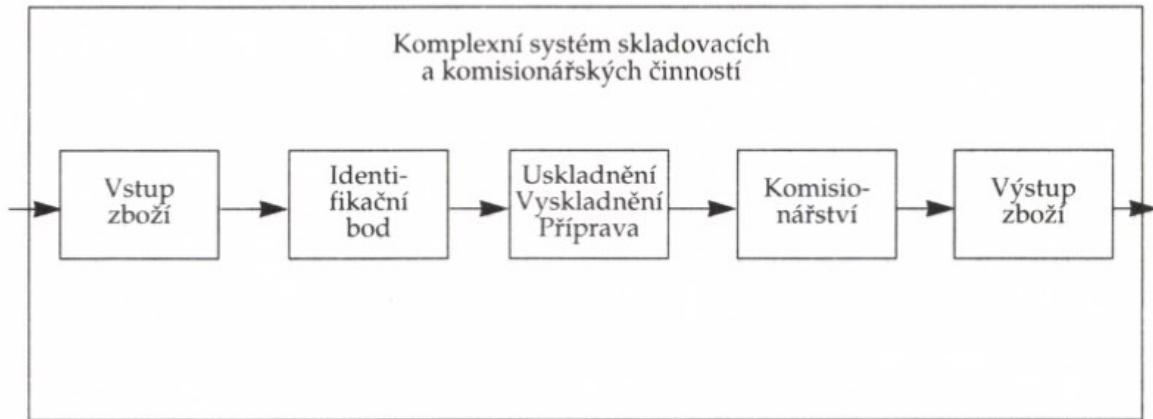 Komplexní systém skladovacích
a komisionářských činností
Vstup
zboží
Identi-
fikační
bod
Uskladnění
Vyskladnění
Příprava
Komisio-
nářství
Výstup
zboží